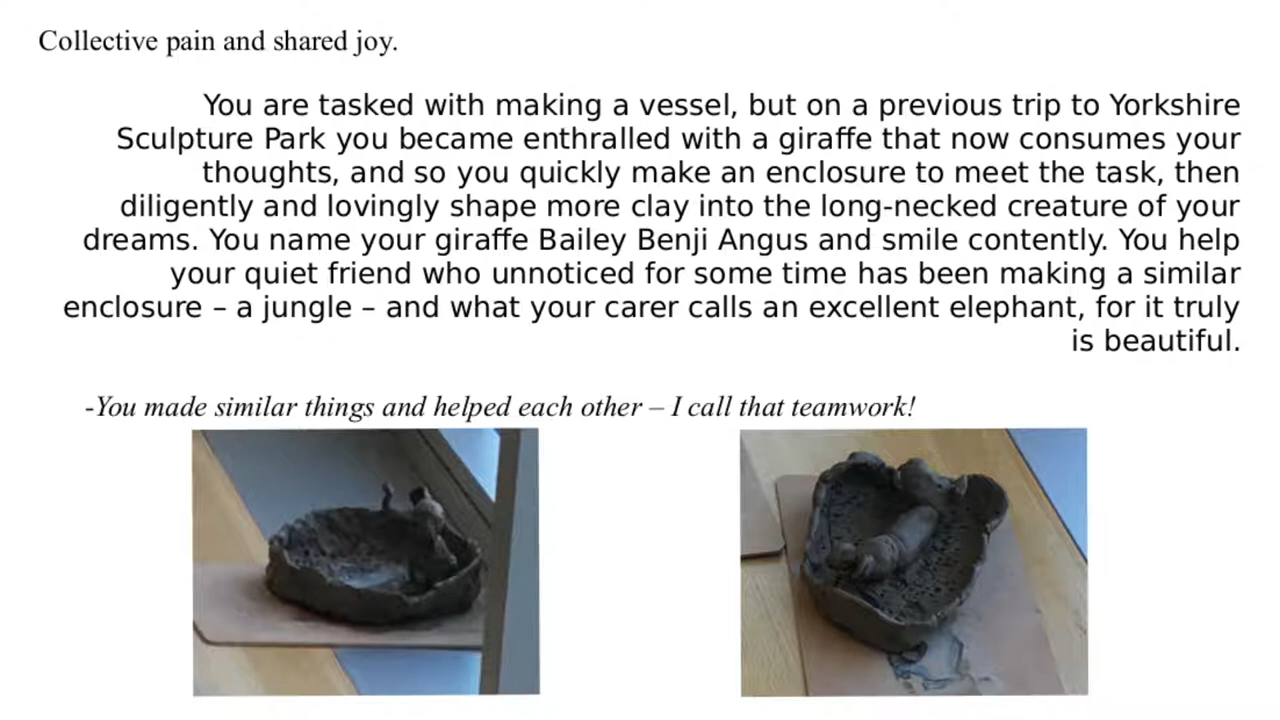 Collective pain and shared joy.
You are tasked with making a vessel, but on a previous trip to Yorkshire
Sculpture Park you became enthralled with a giraffe that now consumes your
thoughts, and so you quickly make an enclosure to meet the task, then
diligently and lovingly shape more clay into the long-necked creature of your
dreams. You name your giraffe Bailey Benji Angus and smile contently. You help
your quiet friend who unnoticed for some time has been making a similar
enclosure – a jungle – and what your carer calls an excellent elephant, for it truly
is beautiful.
-You made similar things and helped each other – I call that teamwork!